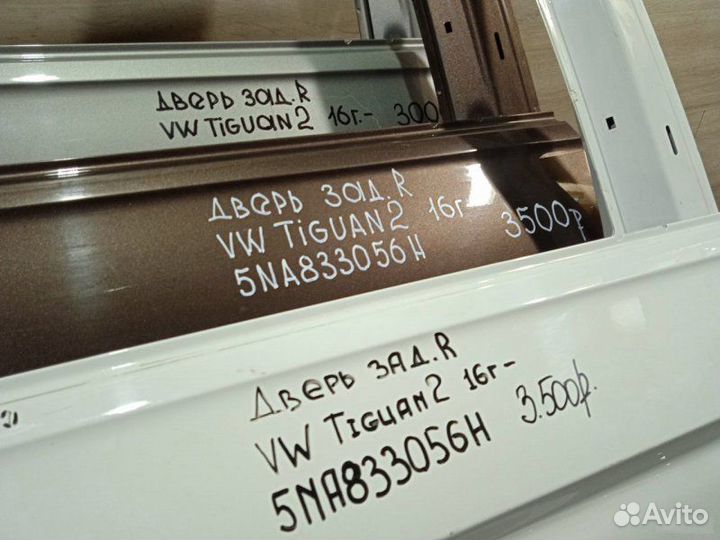 Дверь зад.R
VW TiGUan2 16г.- 300
Дверь зад.R
VW TiGUAN2 16г 3500р
5NA833056H
Дверь зад.R
VW TiGUAN2 16г- 3.500р.
5NA833056H
Avito